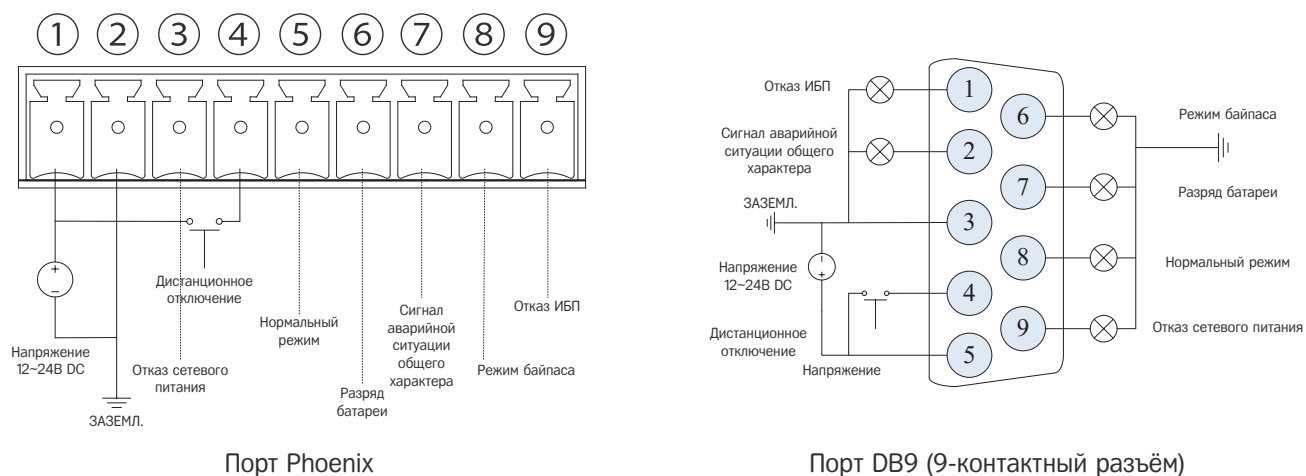 1 2 3 4 5 6 7 8 9
Дистанционное
отключение
Напряжение
12~24В DC
ЗАЗЕМЛ.
Отказ сетевого
питания
Нормальный
режим
Разряд
батареи
Сигнал
аварийной
ситуации
общего
характера
Режим байпаса
Отказ ИБП
Порт Phoenix
Отказ ИБП
Сигнал аварийной
ситуации общего
характера
ЗАЗЕМЛ.
Напряжение
12~24В DC
Дистанционное
отключение
Напряжение
1
2
3
4
5
6
7
8
9
Режим байпаса
Разряд батареи
Нормальный режим
Отказ сетевого питания
Порт DB9 (9-контактный разъём)